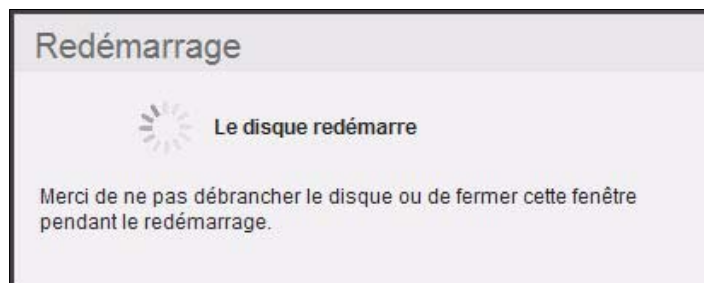 Redémarrage
Le disque redémarre
Merci de ne pas débrancher le disque ou de fermer cette fenêtre
pendant le redémarrage.